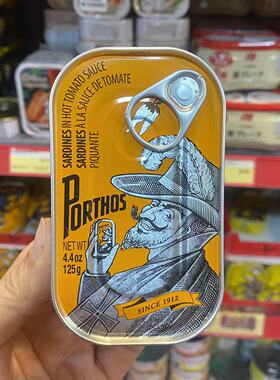 SARDINES IN HOT TOMATO SAUCE
SARDINES À LA SAUCE DE TOMATE
PIQUANTE
PORTHOS
NET WT
4.4oz
125g
SINCE 1912